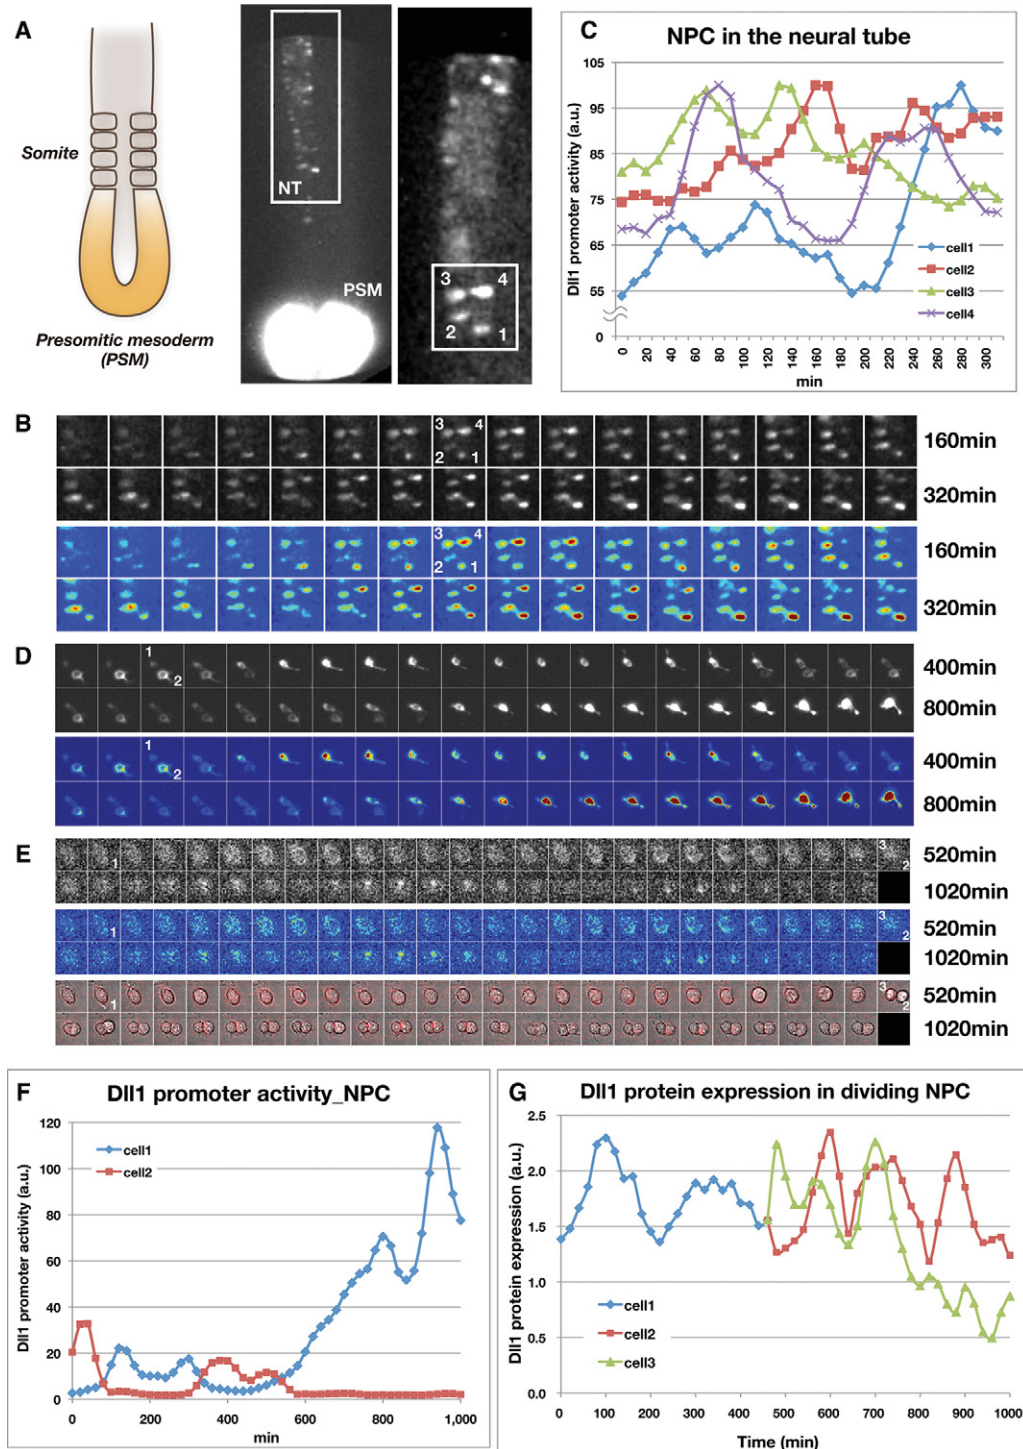 A
Somite
Presomitic mesoderm
(PSM)
NT
PSM
3 4
2 1
C
NPC in the neural tube
Dll1 promoter activity (a.u.)
105
95
85
75
65
55
0
0 20 40 60 80 100 120 140 160 180 200 220 240 260 280 300
min
cell1
cell2
cell3
cell4
B
3 4
2 1
160min
320min
3 4
2 1
160min
320min
D
1
2
400min
800min
1
2
400min
800min
E
1
3
2
520min
1020min
1
3
2
520min
1020min
1
3
2
520min
1020min
F
Dll1 promoter activity_NPC
Dll1 promoter activity (a.u.)
120
100
80
60
40
20
0
0 200 400 600 800 1,000
min
cell1
cell2
G
Dll1 protein expression in dividing NPC
Dll1 protein expression (a.u.)
2.5
2.0
1.5
1.0
0.5
0.0
0 100 200 300 400 500 600 700 800 900 1000
Time (min)
cell1
cell2
cell3